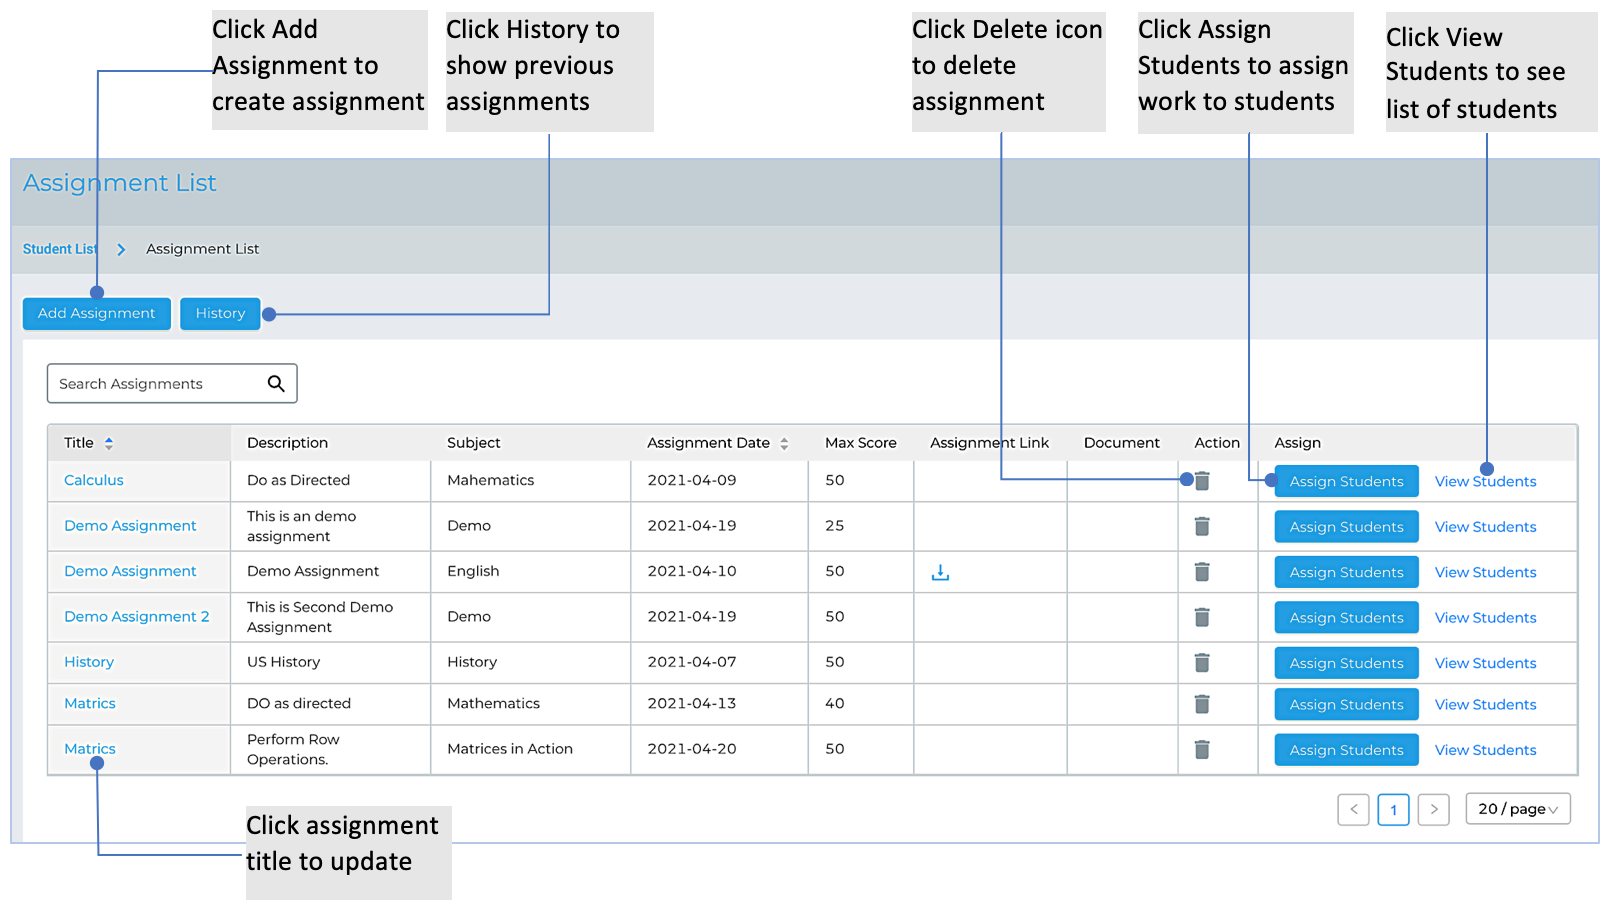 Click Add
Assignment to
create assignment
Click History to
show previous
assignments
Click Delete icon
to delete
assignment
Click Assign
Students to assign
work to students
Click View
Students to see
list of students
Assignment List
Student List > Assignment List
Add Assignment History
Search Assignments
Title Description Subject Assignment Date Max Score Assignment Link Document Action Assign
Calculus Do as Directed Mahematics 2021-04-09 50 Assign Students View Students
Demo Assignment This is an demo
assignment Demo 2021-04-19 25 Assign Students View Students
Demo Assignment Demo Assignment English 2021-04-10 50 Assign Students View Students
Demo Assignment 2 This is Second Demo
Assignment Demo 2021-04-19 50 Assign Students View Students
History US History History 2021-04-07 50 Assign Students View Students
Matrics DO as directed Mathematics 2021-04-13 40 Assign Students View Students
Matrics Perform Row
Operations. Matrices in Action 2021-04-20 50 Assign Students View Students
< 1 > 20 / page
Click assignment
title to update